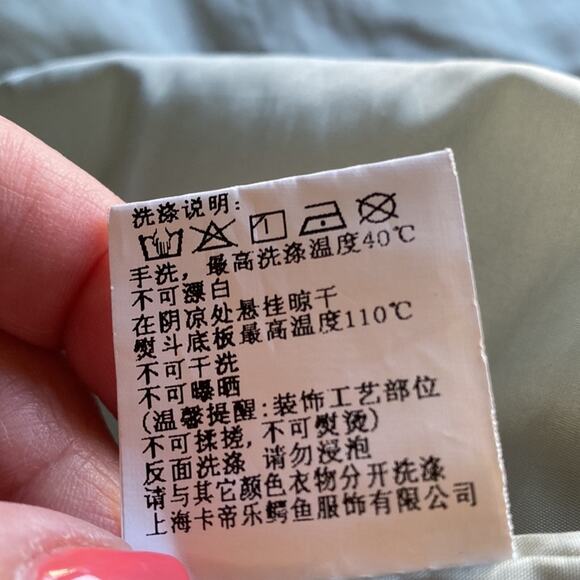 洗涤说明:
手洗, 最高洗涤温度40℃
不可漂白
在阴凉处悬挂晾干
熨斗底板最高温度110℃
不可干洗
不可曝晒
(温馨提醒:装饰工艺部位
不可揉搓,不可熨烫)
反面洗涤 请勿浸泡
请与其它颜色衣物分开洗涤
上海卡帝乐鳄鱼服饰有限公司